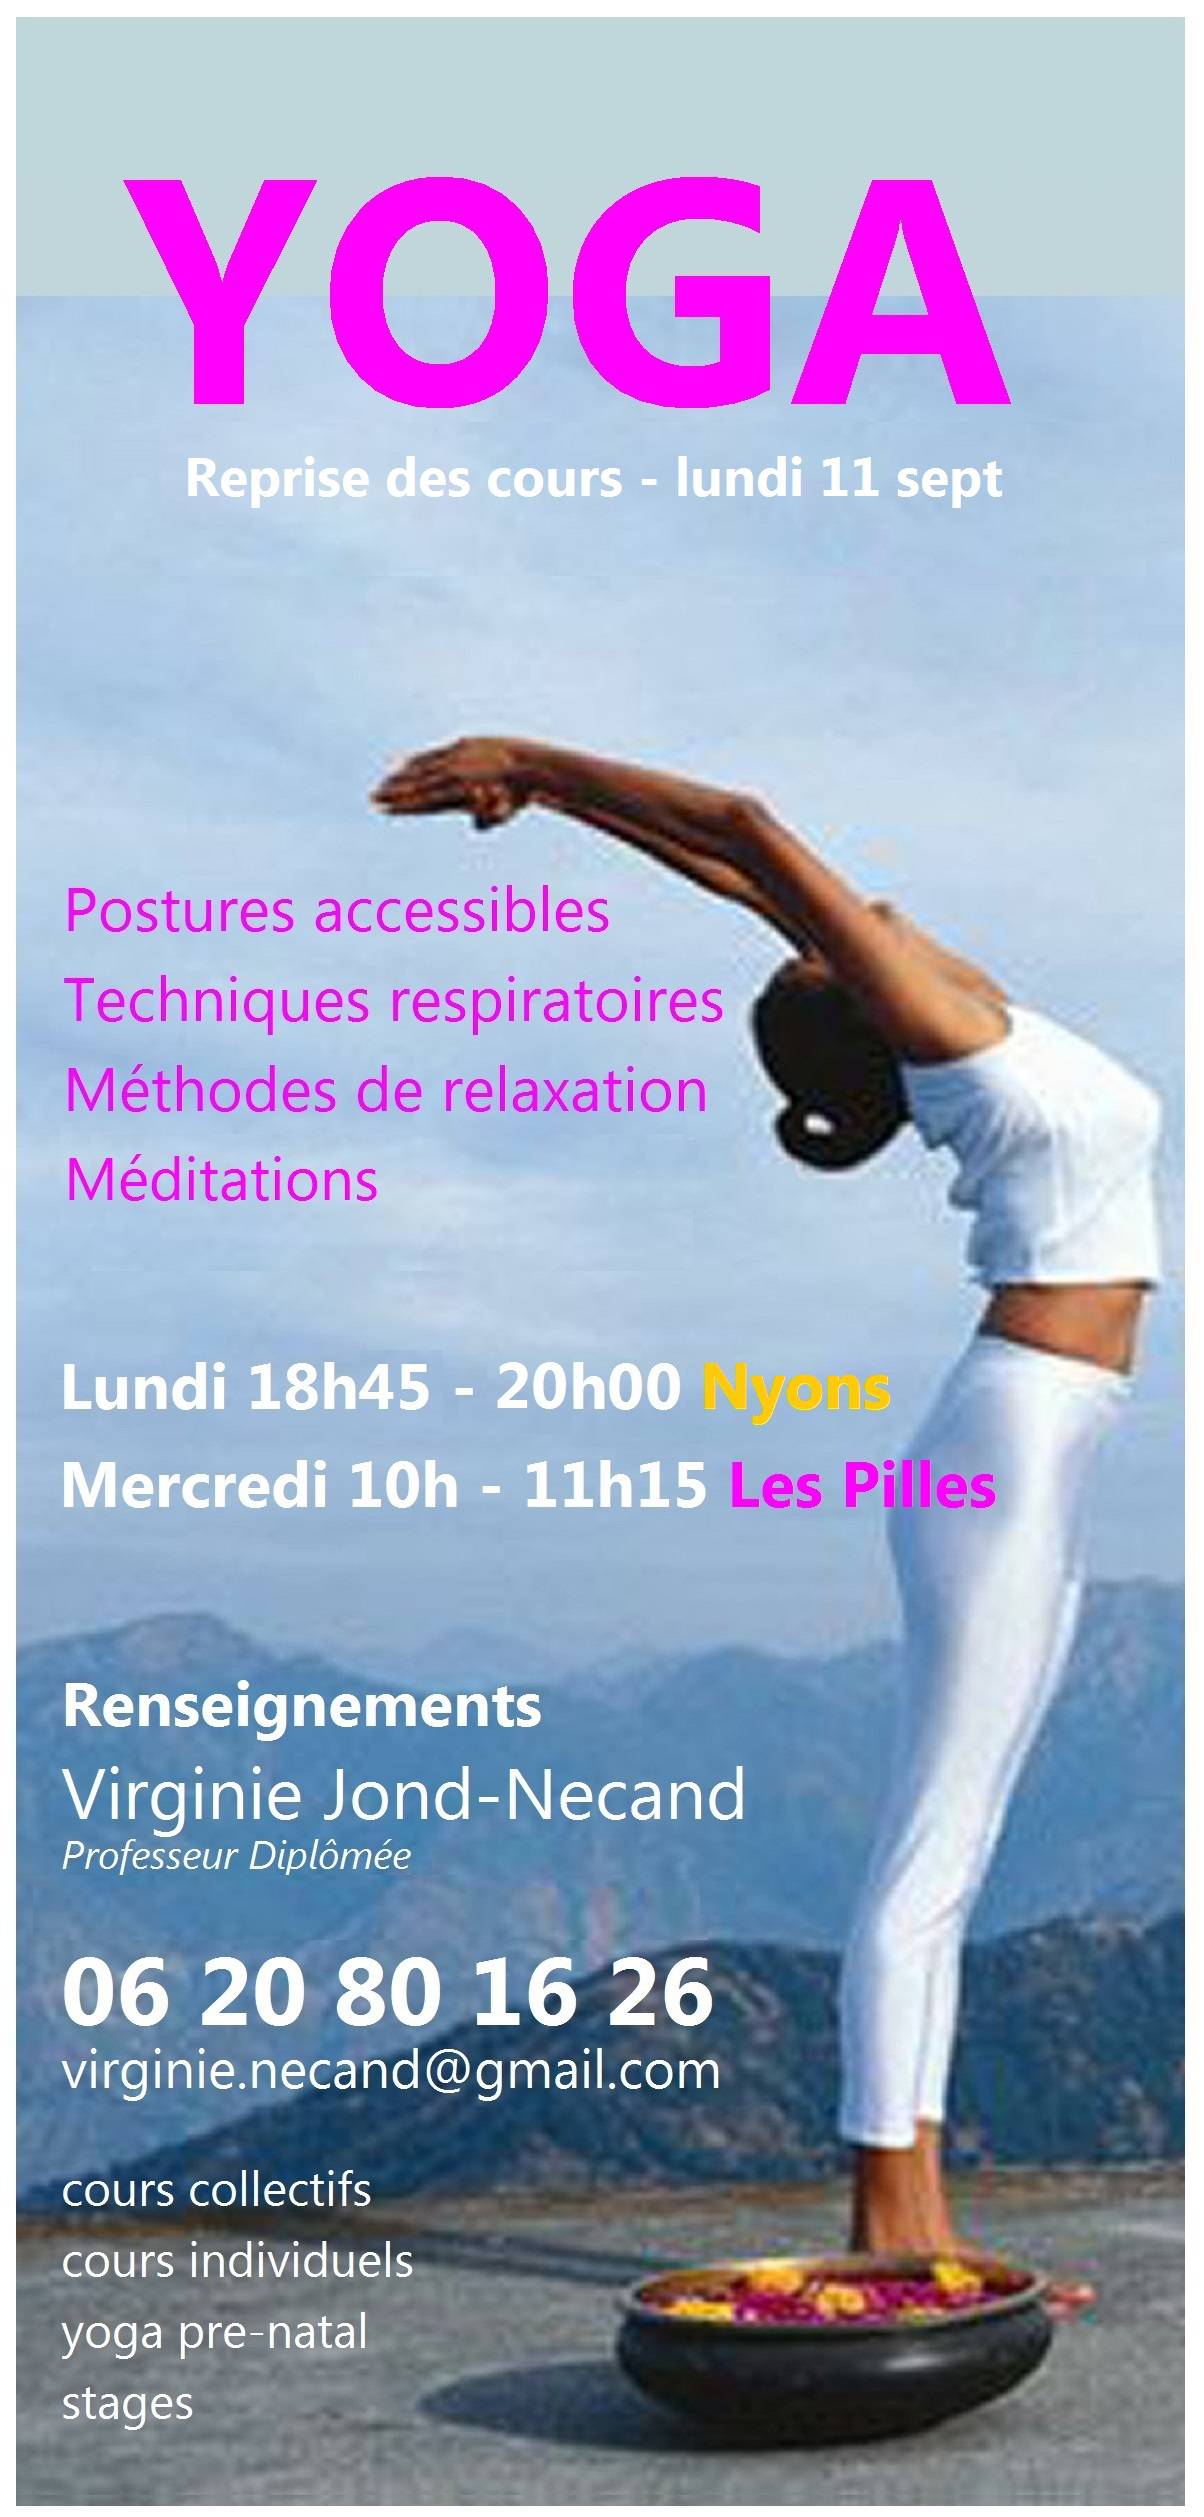 YOGA
Reprise des cours - lundi 11 sept
Postures accessibles
Techniques respiratoires
Méthodes de relaxation
Méditations
Lundi 18h45 - 20h00 Nyons
Mercredi 10h - 11h15 Les Pilles
Renseignements
Virginie Jond-Necand
Professeur Diplômée
06 20 80 16 26
virginie.necand@gmail.com
cours collectifs
cours individuels
yoga pre-natal
stages